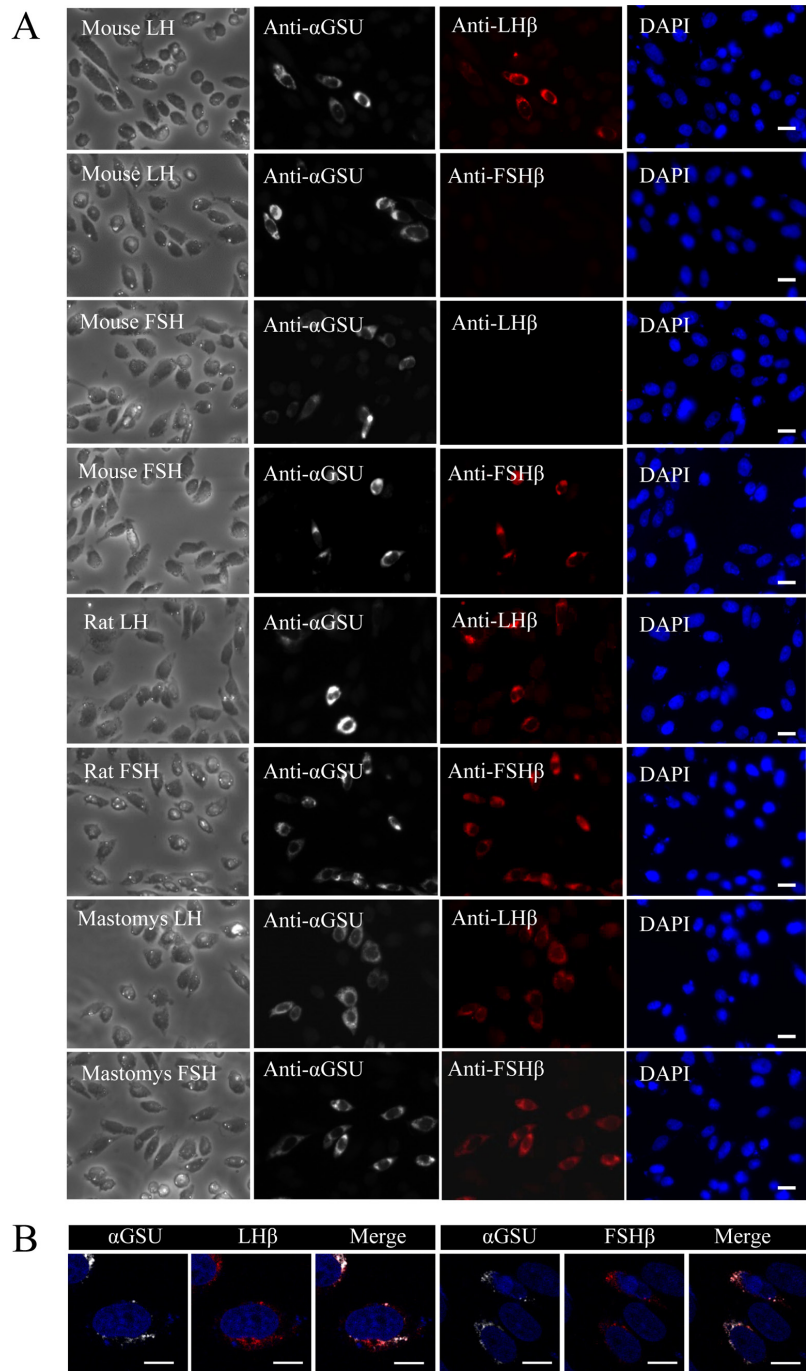 A
Mouse LH Anti-αGSU Anti-LHβ DAPI
Mouse LH Anti-αGSU Anti-FSHβ DAPI
Mouse FSH Anti-αGSU Anti-LHβ DAPI
Mouse FSH Anti-αGSU Anti-FSHβ DAPI
Rat LH Anti-αGSU Anti-LHβ DAPI
Rat FSH Anti-αGSU Anti-FSHβ DAPI
Mastomys LH Anti-αGSU Anti-LHβ DAPI
Mastomys FSH Anti-αGSU Anti-FSHβ DAPI
B
αGSU LHβ Merge αGSU FSHβ Merge